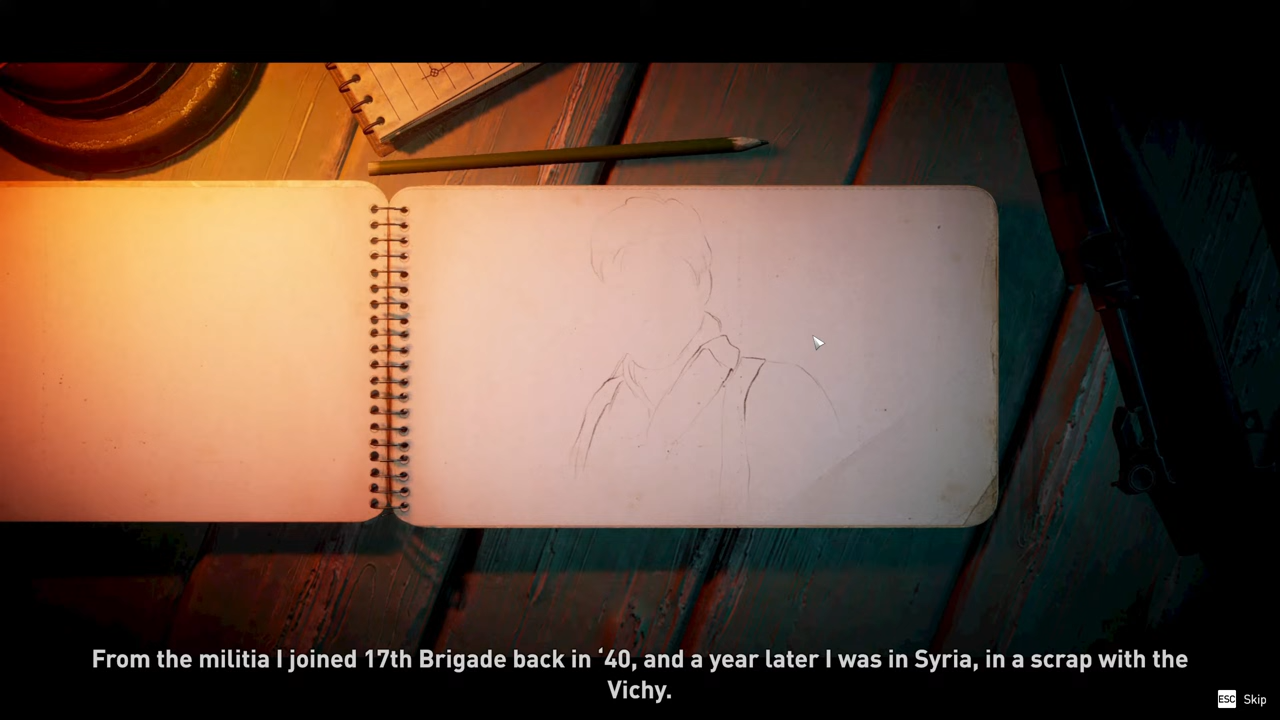 From the militia I joined 17th Brigade back in ‘40, and a year later I was in Syria, in a scrap with the
Vichy.
ESC Skip